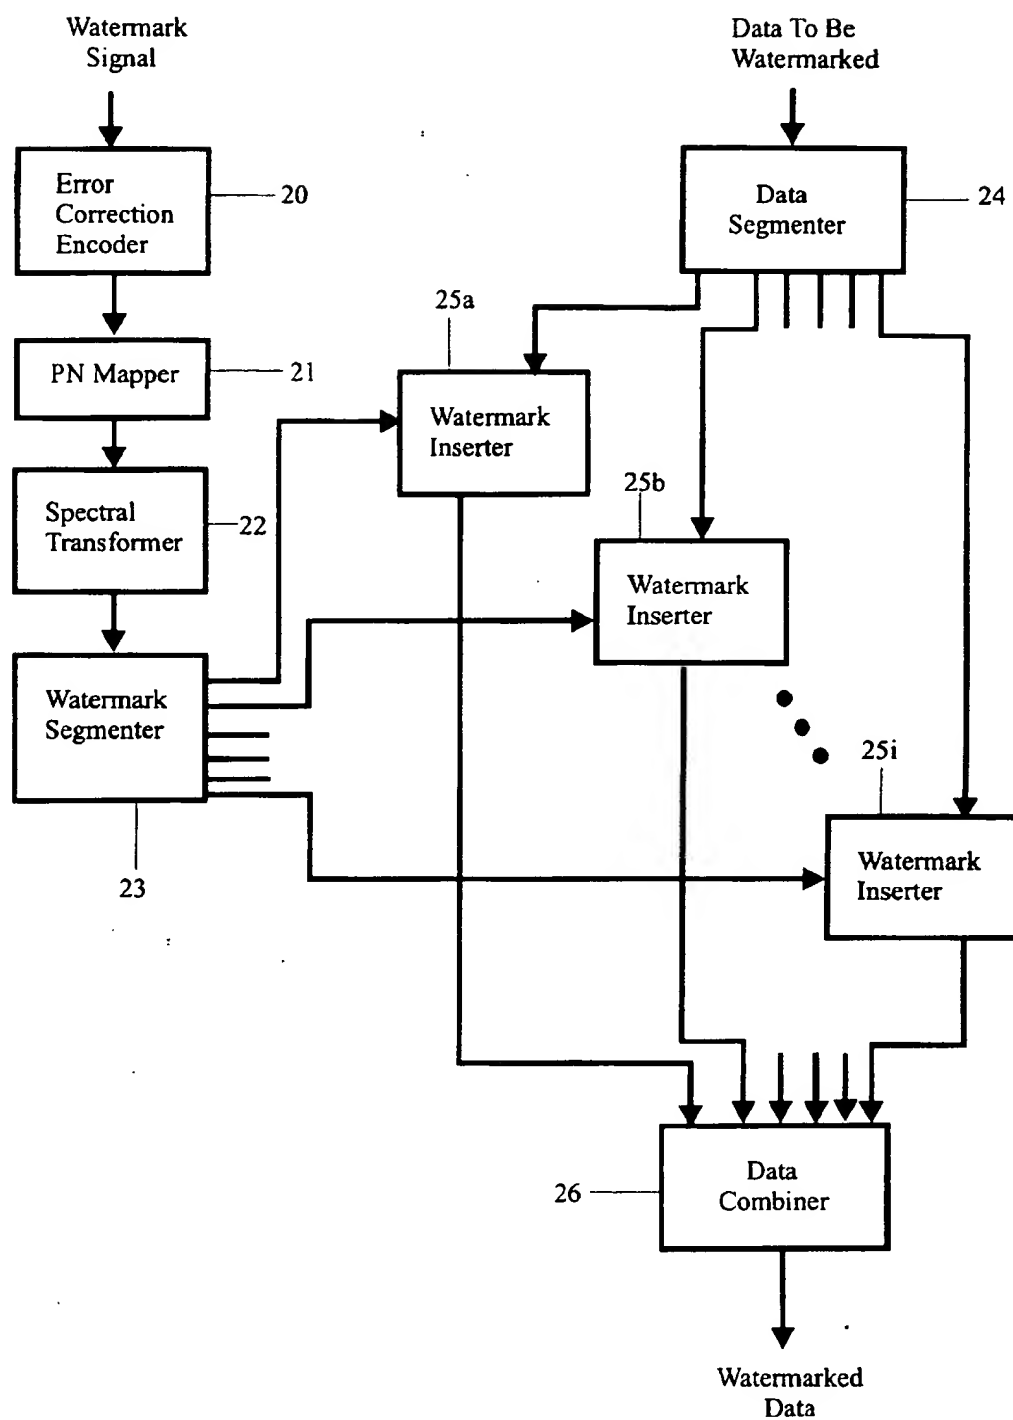 Watermark
Signal
Data To Be
Watermarked
Error
Correction
Encoder
20
Data
Segmenter
24
25a
PN Mapper
21
Watermark
Inserter
25b
Spectral
Transformer
22
Watermark
Inserter
Watermark
Segmenter
23
25i
Watermark
Inserter
Data
Combiner
26
Watermarked
Data